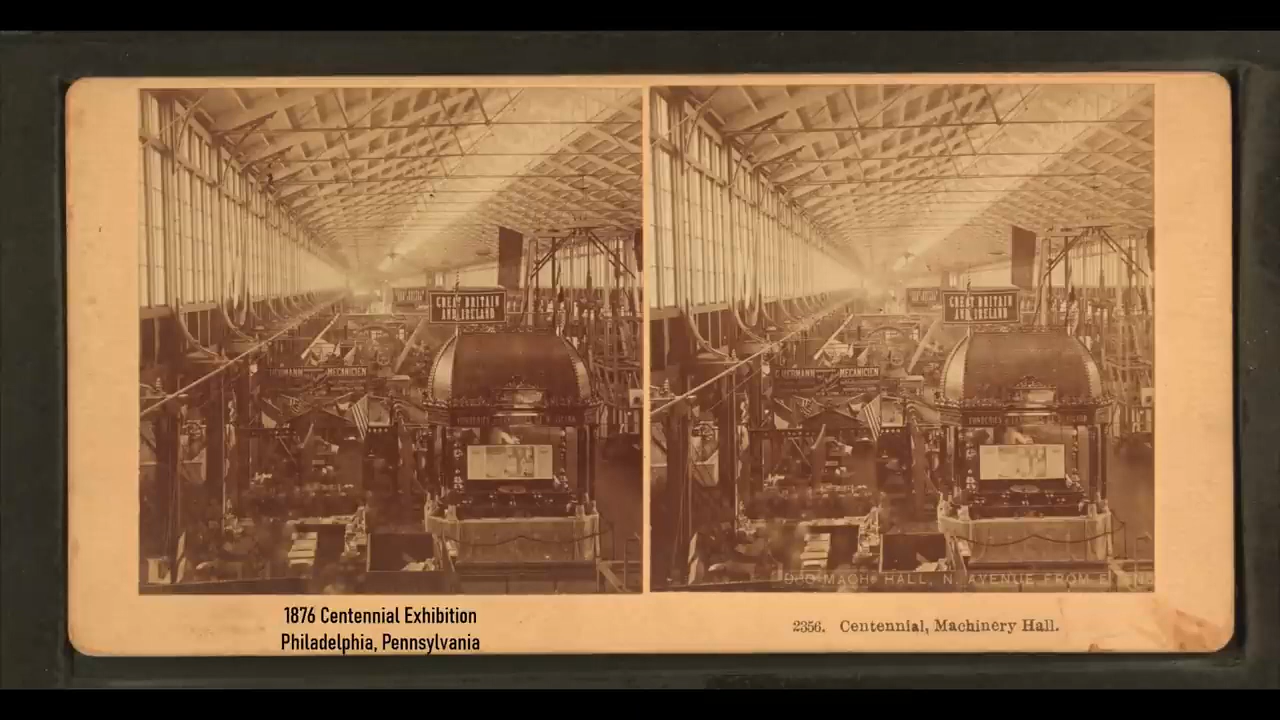 GREAT BRITAIN
AND IRELAND
MECANICIEN
GREAT BRITAIN
AND IRELAND
MECANICIEN
MACHY HALL, N. AVENUE FROM
1876 Centennial Exhibition
Philadelphia, Pennsylvania
2356. Centennial, Machinery Hall.